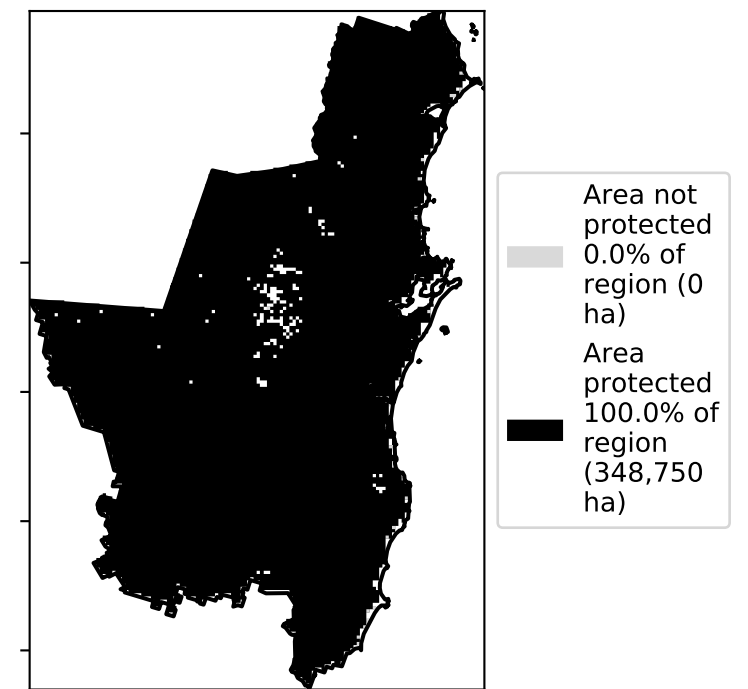 Area not
protected
0.0% of
region (0
ha)
Area
protected
100.0% of
region
(348,750
ha)